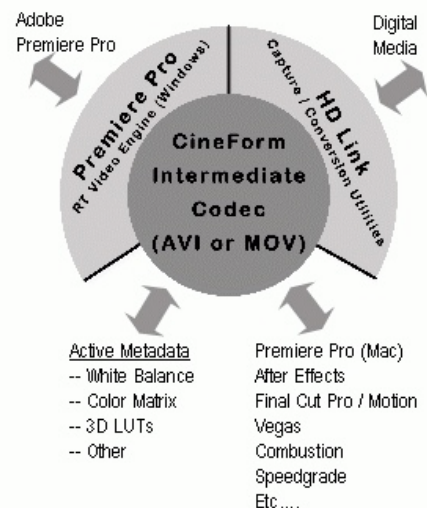 Adobe
Premiere Pro
Digital
Media
Premiere Pro
RT Video Engine (Windows)
HD Link
Capture / Conversion Utilities
CineForm
Intermediate
Codec
(AVI or MOV)
Active Metadata
-- White Balance
-- Color Matrix
-- 3D LUTs
-- Other
Premiere Pro (Mac)
After Effects
Final Cut Pro / Motion
Vegas
Combustion
Speedgrade
Etc....